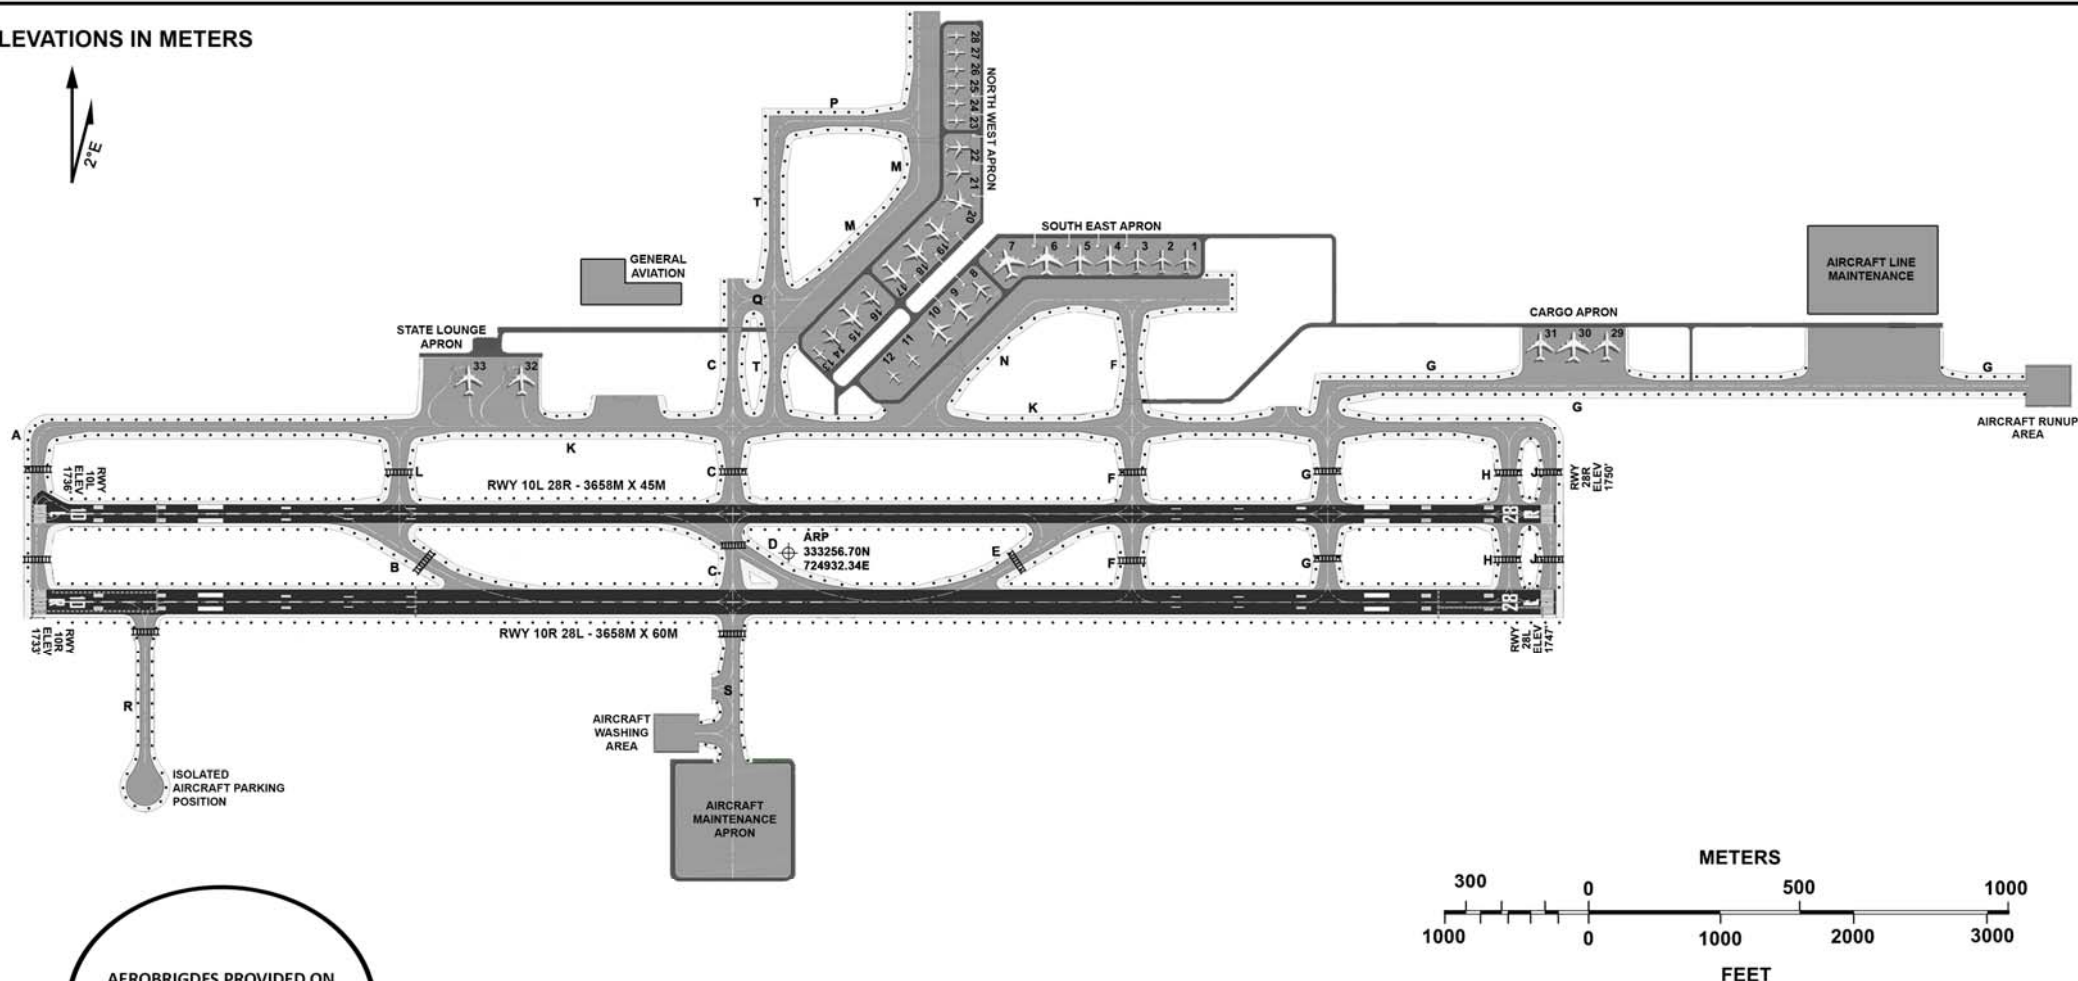 LEVATIONS IN METERS
2°E
P
M
M
T
28
27
26
25
24
23
22
21
20
19
18
17
16
15
14
13
NORTH WEST APRON
SOUTH EAST APRON
7
6
5
4
3
2
1
8
9
10
11
12
GENERAL
AVIATION
Q
STATE LOUNGE
APRON
33
32
C
T
N
F
K
AIRCRAFT LINE
MAINTENANCE
CARGO APRON
31
30
29
G
G
G
AIRCRAFT RUNUP
AREA
A
K
RWY
10L
ELEV
1736'
L
C
F
G
H
J
RWY
28R
ELEV
1750'
RWY 10L 28R - 3658M X 45M
10
L
28
R
B
C
D
ARP
333256.70N
724932.34E
E
F
G
H
J
10
R
28
L
RWY
10R
ELEV
1733'
RWY 10R 28L - 3658M X 60M
RWY
28L
ELEV
1747'
R
S
AIRCRAFT
WASHING
AREA
ISOLATED
AIRCRAFT PARKING
POSITION
AIRCRAFT
MAINTENANCE
APRON
METERS
300 0 500 1000
1000 0 1000 2000 3000
FEET
AEROBRIGDES PROVIDED ON